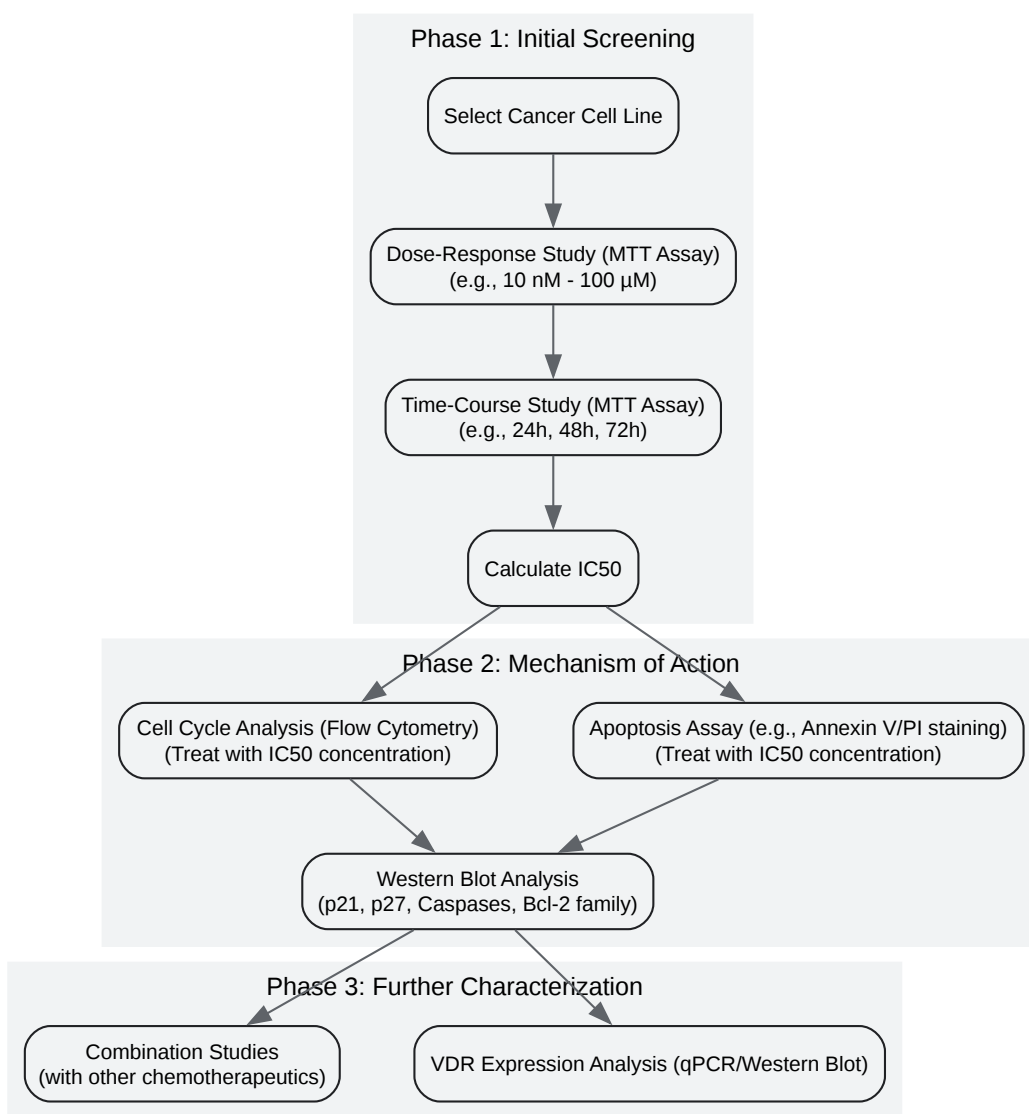 Phase 1: Initial Screening
Select Cancer Cell Line
Dose-Response Study (MTT Assay)
(e.g., 10 nM - 100 µM)
Time-Course Study (MTT Assay)
(e.g., 24h, 48h, 72h)
Calculate IC50
Phase 2: Mechanism of Action
Cell Cycle Analysis (Flow Cytometry)
(Treat with IC50 concentration)
Apoptosis Assay (e.g., Annexin V/PI staining)
(Treat with IC50 concentration)
Western Blot Analysis
(p21, p27, Caspases, Bcl-2 family)
Phase 3: Further Characterization
Combination Studies
(with other chemotherapeutics)
VDR Expression Analysis (qPCR/Western Blot)